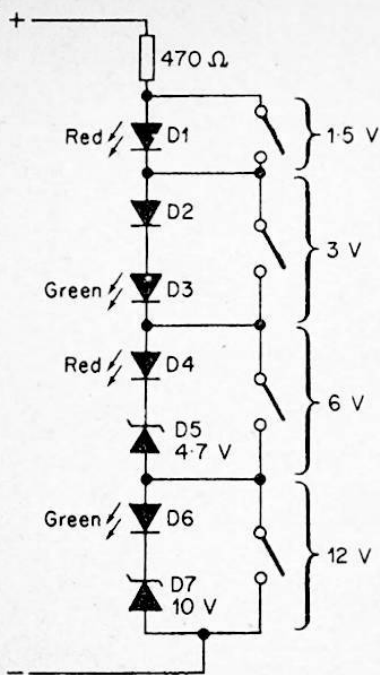 +
470 Ω
Red
D1
1·5 V
D2
3 V
Green
D3
Red
D4
6 V
D5
4·7 V
Green
D6
12 V
D7
10 V
−